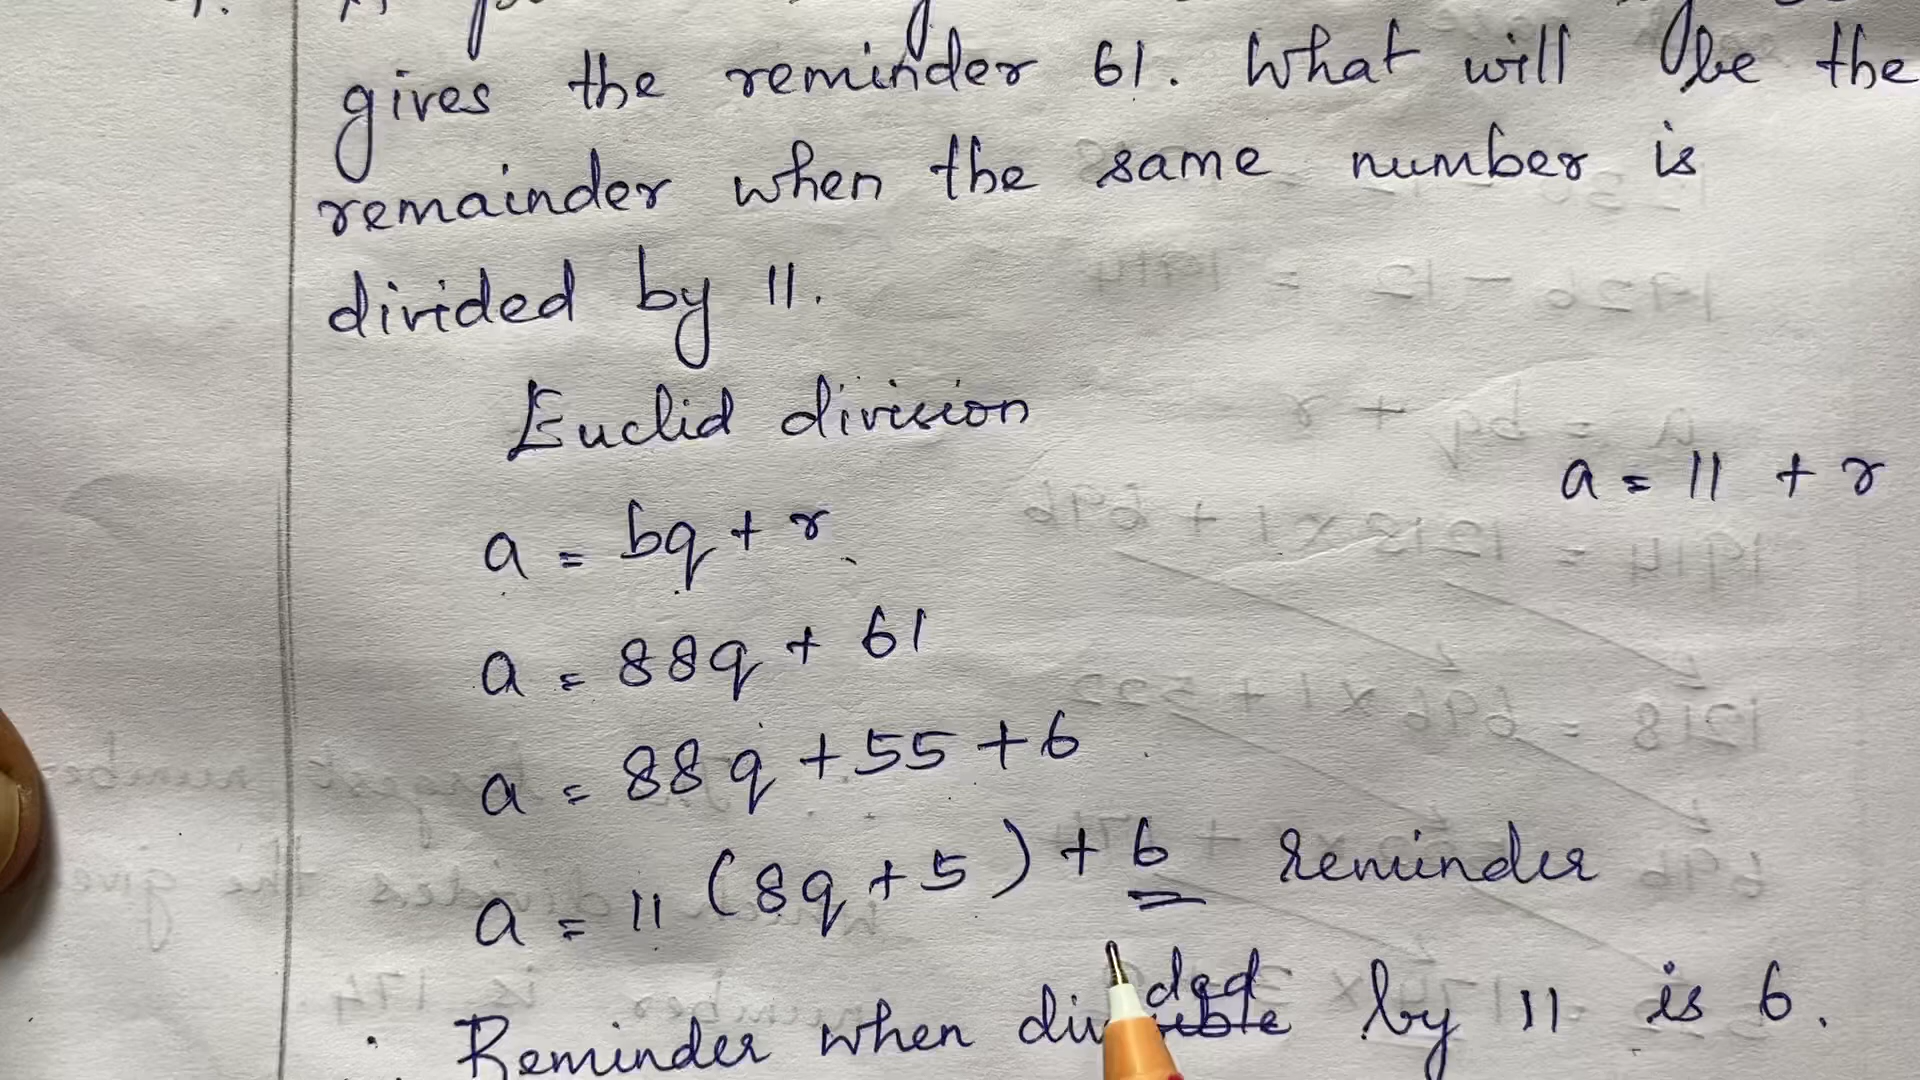 gives the reminder 61. What will be the
remainder when the same number is
divided by 11.
Euclid division
a = bq + r
a = 11 + r
a = 88q + 61
a = 88q + 55 + 6
a = 11 (8q + 5) + 6 reminder
Reminder when divided by 11 is 6.